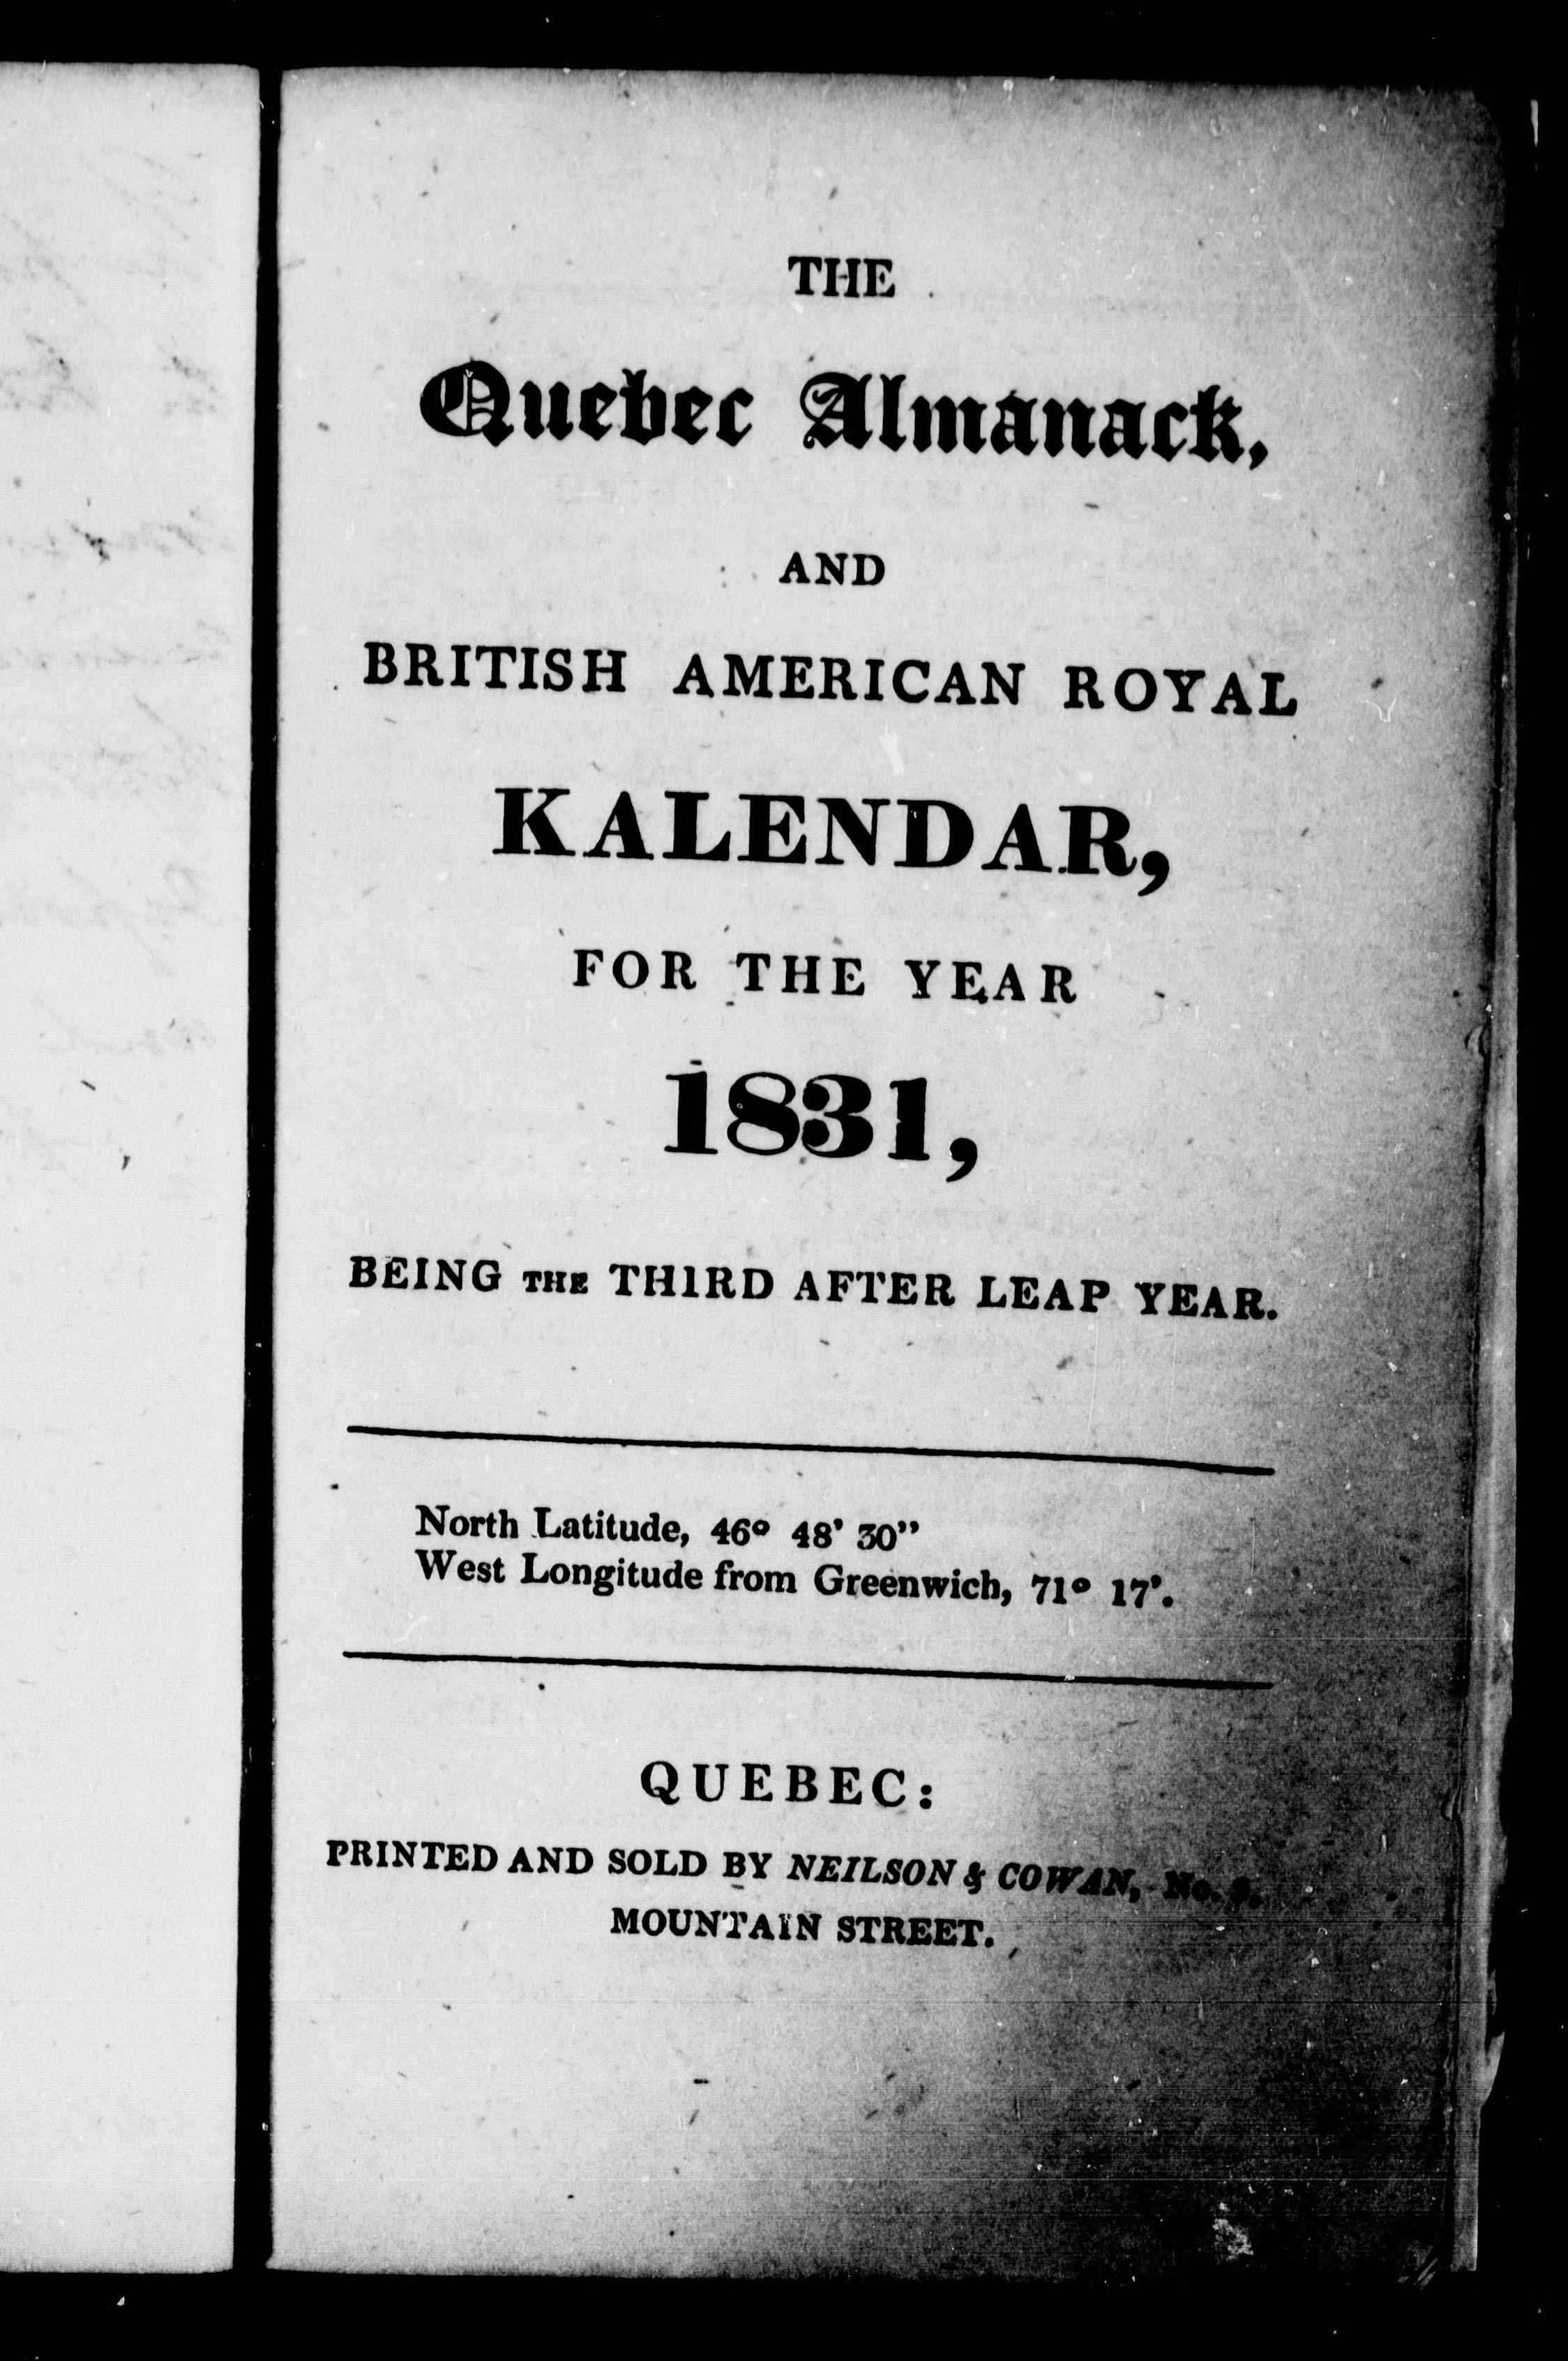 THE
Quebec Almanack,
AND
BRITISH AMERICAN ROYAL
KALENDAR,
FOR THE YEAR
1831,
BEING THE THIRD AFTER LEAP YEAR.
North Latitude, 46° 48' 30"
West Longitude from Greenwich, 71° 17'.
QUEBEC:
PRINTED AND SOLD BY NEILSON & COWAN, No.
MOUNTAIN STREET.